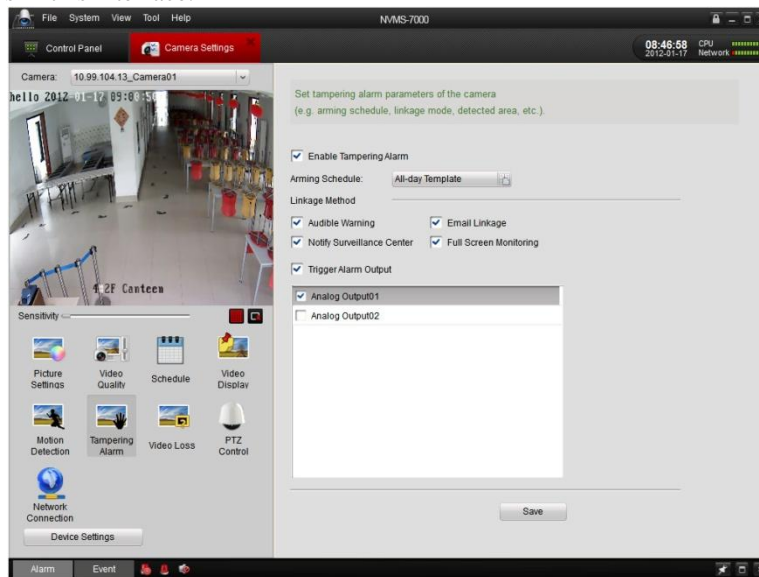 File System View Tool Help
NVMS-7000
Control Panel
Camera Settings
08:46:58
2012-01-17
CPU
Network
Camera: 10.99.104.13_Camera01
hello 2012-01-17 09:0
Canteen
Sensitivity
Picture Settings
Video Quality
Schedule
Video Display
Motion Detection
Tampering Alarm
Video Loss
PTZ Control
Network Connection
Device Settings
Set tampering alarm parameters of the camera
(e.g. arming schedule, linkage mode, detected area, etc.).
Enable Tampering Alarm
Arming Schedule: All-day Template
Linkage Method
Audible Warning
Email Linkage
Notify Surveillance Center
Full Screen Monitoring
Trigger Alarm Output
Analog Output01
Analog Output02
Save
Alarm Event